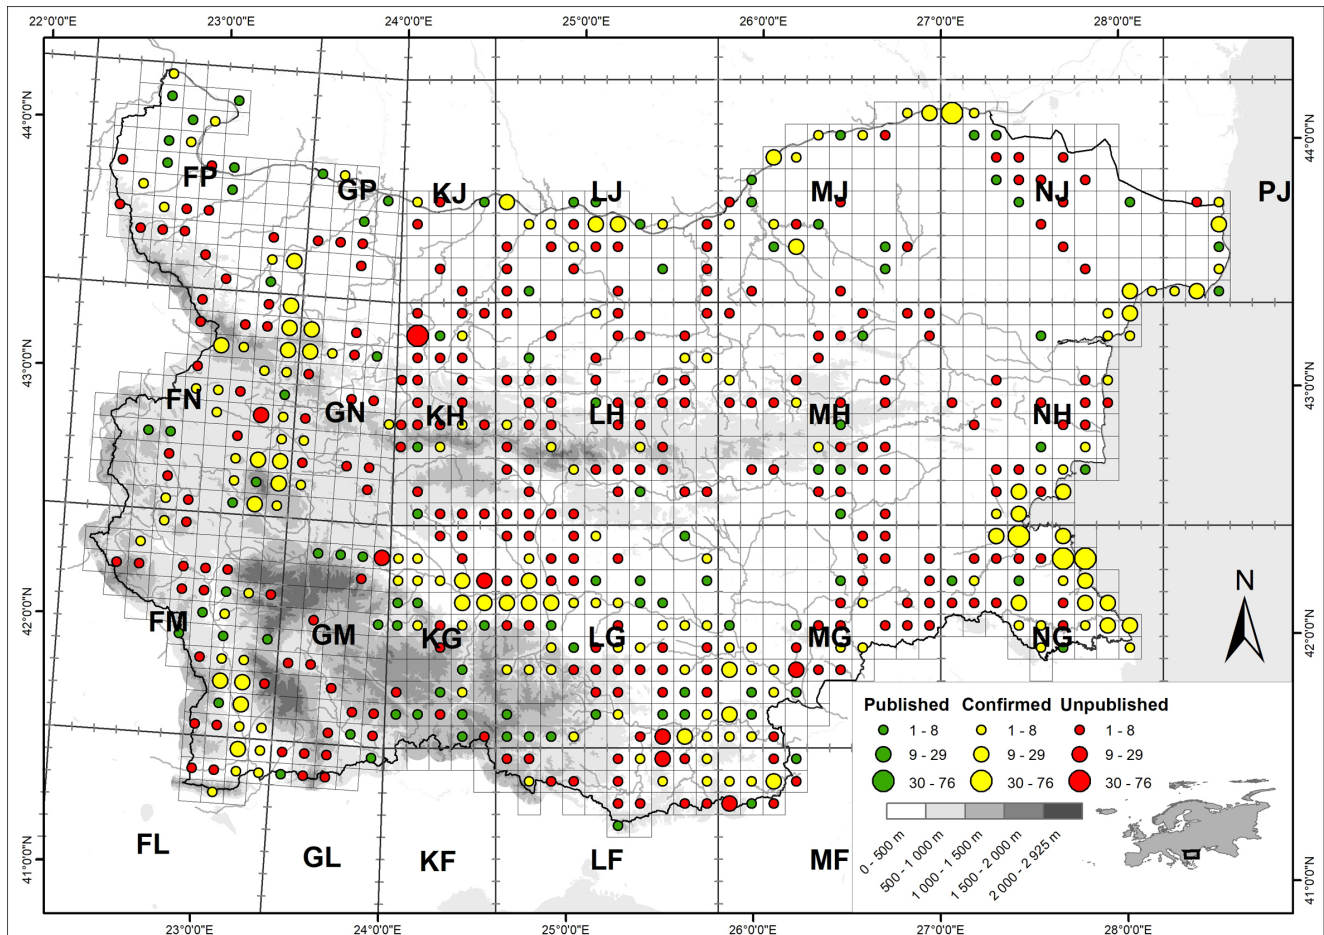 22°0'0"E 23°0'0"E 24°0'0"E 25°0'0"E 26°0'0"E 27°0'0"E 28°0'0"E
44°0'0"N 44°0'0"N
FP GP KJ LJ MJ NJ PJ
43°0'0"N 43°0'0"N
FN GN KH LH MH NH
42°0'0"N 42°0'0"N
FM GM KG LG MG NG
N
Published Confirmed Unpublished
1 - 8 1 - 8 1 - 8
9 - 29 9 - 29 9 - 29
30 - 76 30 - 76 30 - 76
0 - 500 m
500 - 1 000 m
1 000 - 1 500 m
1 500 - 2 000 m
2 000 - 2 925 m
FL GL KF LF MF
41°0'0"N 41°0'0"N
23°0'0"E 24°0'0"E 25°0'0"E 26°0'0"E 27°0'0"E 28°0'0"E